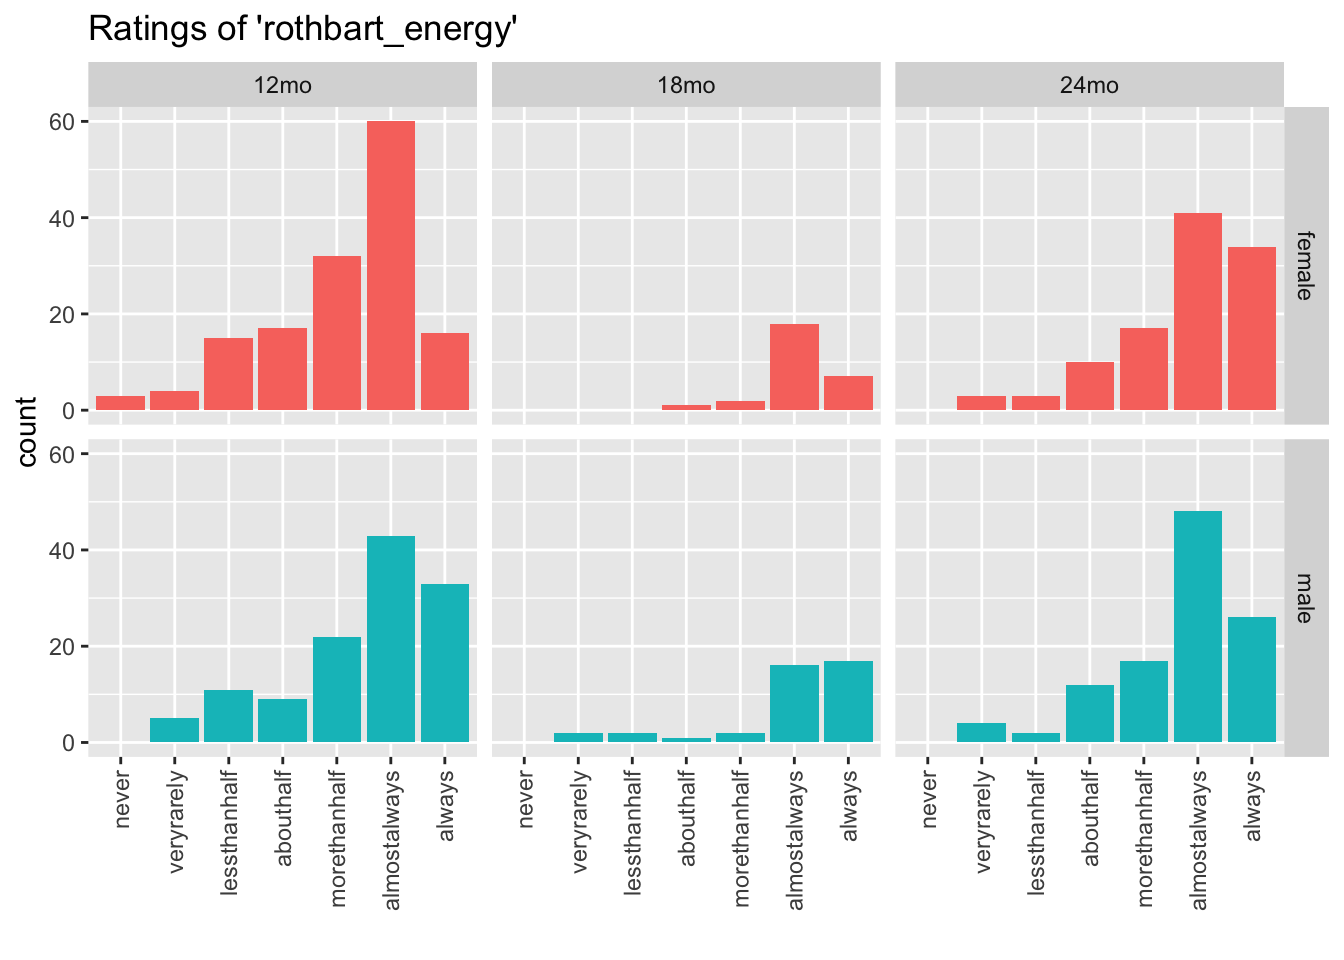 Ratings of 'rothbart_energy'
12mo 18mo 24mo
60
40
20
0
female
count
60
40
20
0
male
never veryrarely lessthanhalf abouthalf morethanhalf almostalways always never veryrarely lessthanhalf abouthalf morethanhalf almostalways always never veryrarely lessthanhalf abouthalf morethanhalf almostalways always